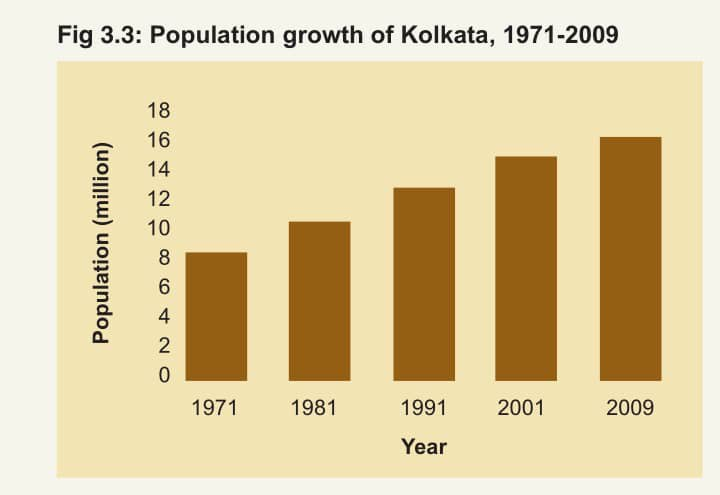 Fig 3.3: Population growth of Kolkata, 1971-2009
Population (million)
18
16
14
12
10
8
6
4
2
0
1971 1981 1991 2001 2009
Year